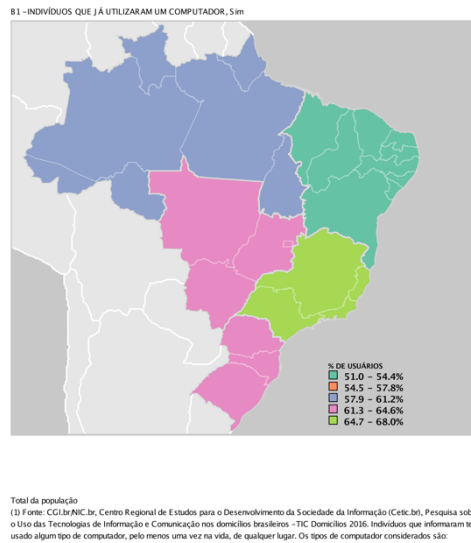 B1 -INDIVÍDUOS QUE JÁ UTILIZARAM UM COMPUTADOR, Sim
% DE USUÁRIOS
51.0 - 54.4%
54.5 - 57.8%
57.9 - 61.2%
61.3 - 64.6%
64.7 - 68.0%
Total da população
(1) Fonte: CGI.br/NIC.br, Centro Regional de Estudos para o Desenvolvimento da Sociedade da Informação (Cetic.br), Pesquisa sob
o Uso das Tecnologias de Informação e Comunicação nos domicílios brasileiros -TIC Domicílios 2016. Indivíduos que informaram te
usado algum tipo de computador, pelo menos uma vez na vida, de qualquer lugar. Os tipos de computador considerados são: